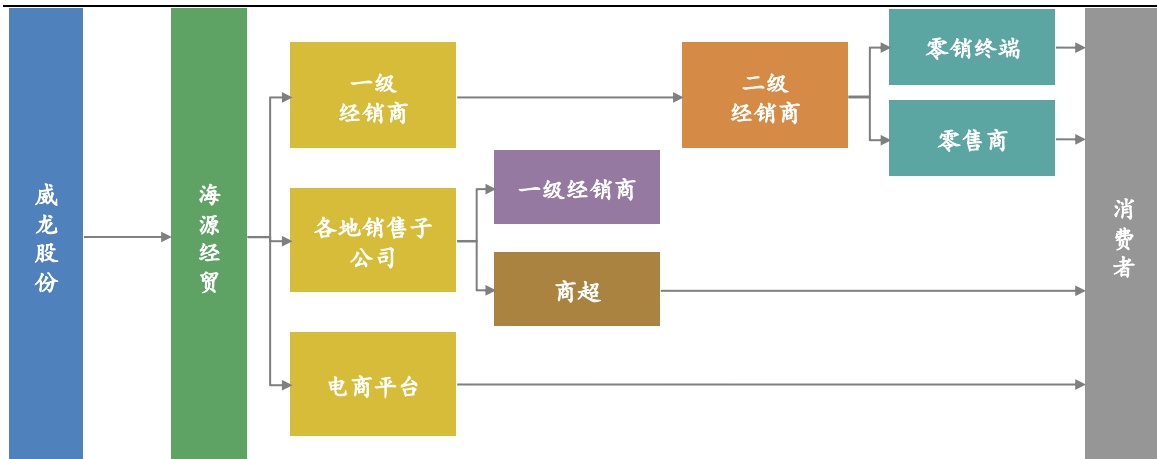 威龙股份
海源经贸
一级
经销商
各地销售子
公司
电商平台
一级经销商
商超
二级
经销商
零销终端
零售商
消费者